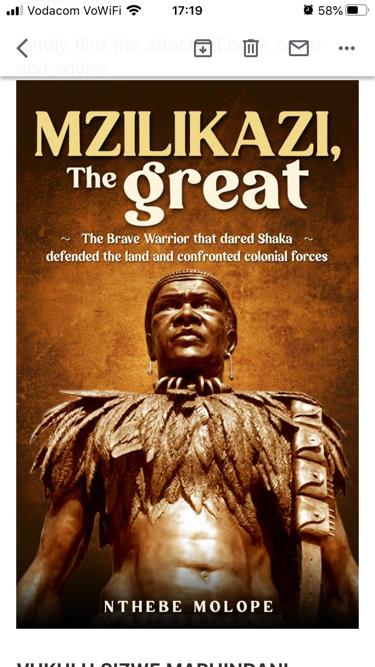 Vodacom VoWiFi 17:19 58%
Kindly find the attached book cover
and advise.
MZILIKAZI,
The great
~ The Brave Warrior that dared Shaka ~
defended the land and confronted colonial forces
NTHEBE MOLOPE